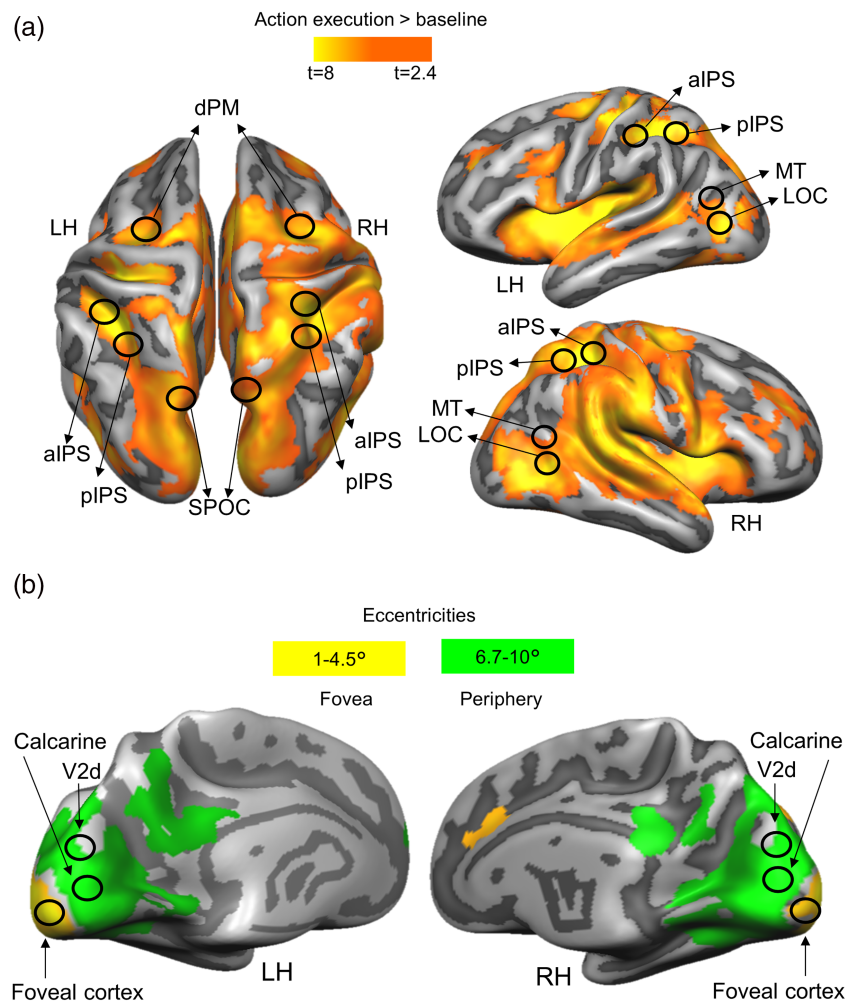 (a)
Action execution > baseline
t=8 t=2.4
dPM
LH RH
aIPS
pIPS
SPOC
aIPS
pIPS
aIPS
pIPS
MT
LOC
LH
aIPS
pIPS
MT
LOC
RH
(b)
Eccentricities
1-4.5° 6.7-10°
Fovea Periphery
Calcarine
V2d
LH
Foveal cortex
Calcarine
V2d
RH
Foveal cortex